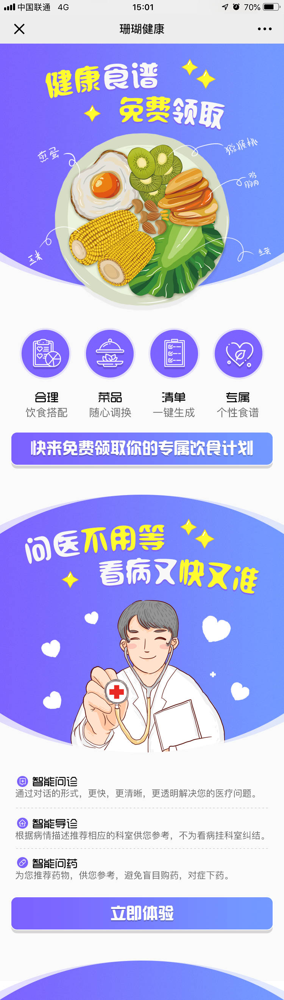 中国联通 4G 15:01 70%
珊瑚健康
健康食谱
免费领取
煎蛋
猕猴桃
鸡
胸肉
玉米
生菜
合理 菜品 清单 专属
饮食搭配 随心调换 一键生成 个性食谱
快来免费领取你的专属饮食计划
问医不用等
看病又快又准
智能问诊
通过对话的形式，更快，更清晰，更透明解决您的医疗问题。
智能导诊
根据病情描述推荐相应的科室供您参考，不为看病挂科室纠结。
智能问药
为您推荐药物，供您参考，避免盲目购药，对症下药。
立即体验